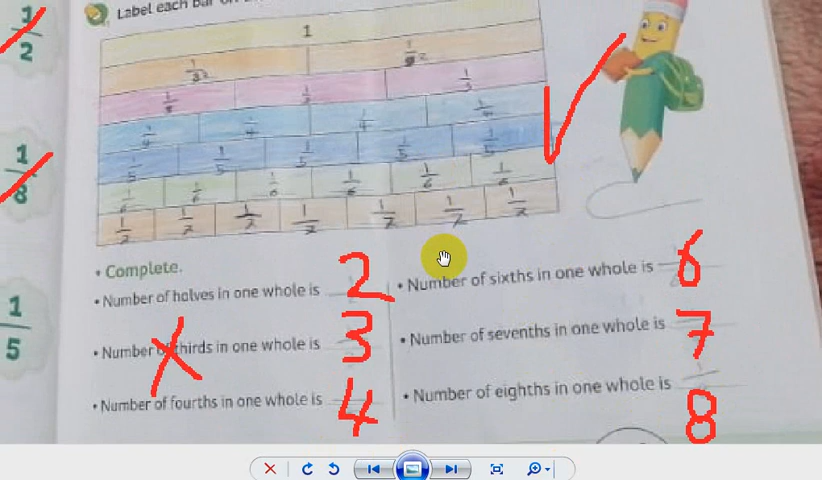 1/2
1/8
1/5
Label each bar
1
1/2 1/2
1/3 1/3
1/4 1/4 1/4 1/4
1/5 1/5 1/5 1/5 1/5
1/6 1/6 1/6 1/6 1/6 1/6
1/7 1/7 1/7 1/7 1/7 1/7 1/7
• Complete.
• Number of halves in one whole is 2
• Number of thirds in one whole is 3
• Number of fourths in one whole is 4
• Number of sixths in one whole is 6
• Number of sevenths in one whole is 7
• Number of eighths in one whole is 8